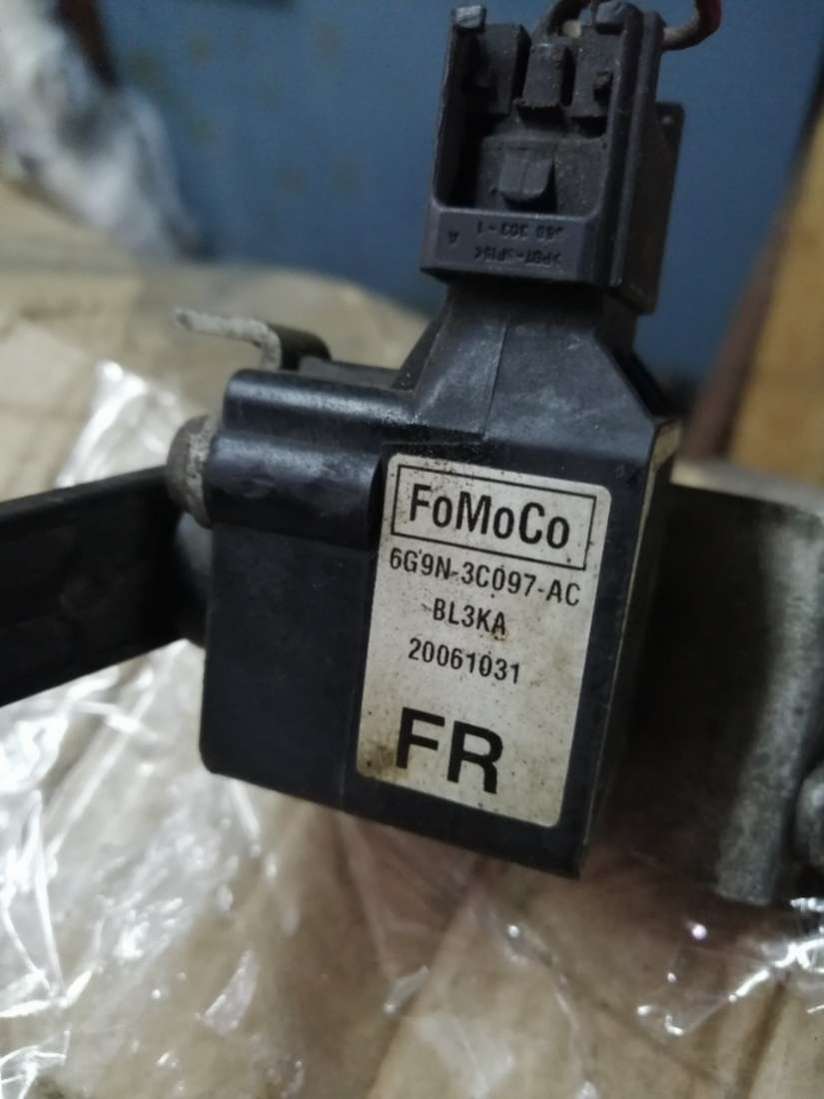 FoMoCo
6G9N-3C097-AC
BL3KA
20061031
FR